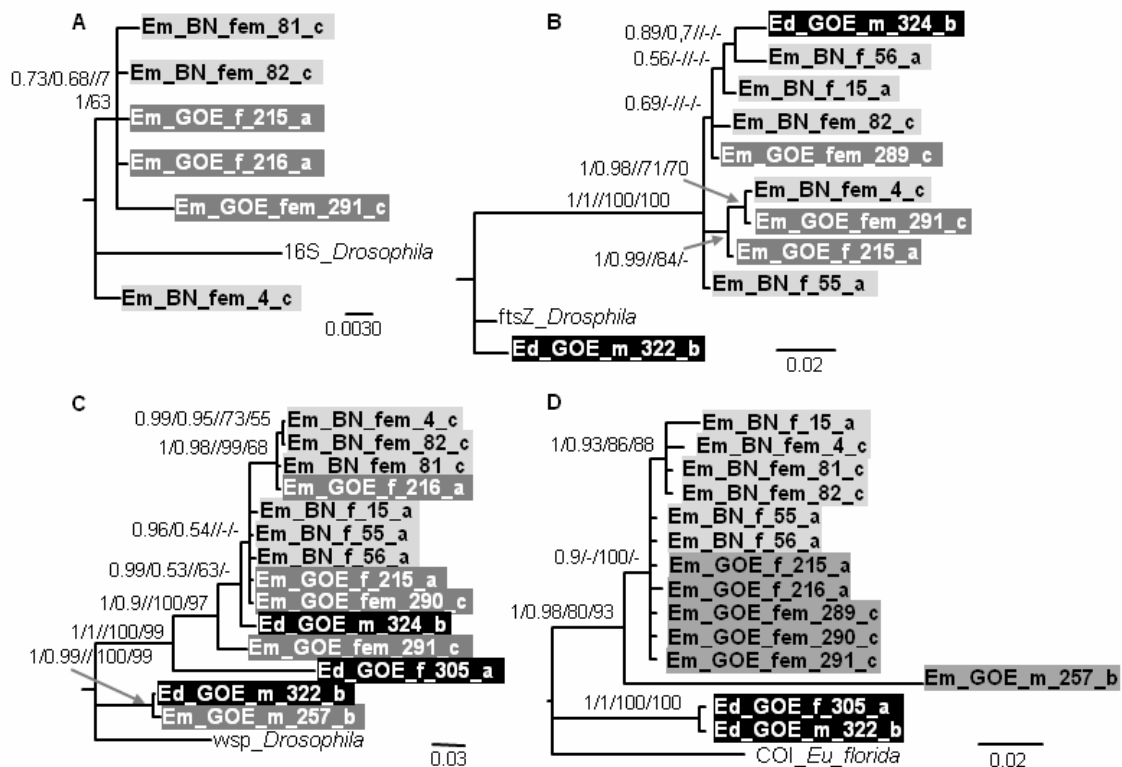 A
Em_BN_fem_81_c
0.73/0.68//7
1/63
Em_BN_fem_82_c
Em_GOE_f_215_a
Em_GOE_f_216_a
Em_GOE_fem_291_c
16S_Drosophila
Em_BN_fem_4_c
0.0030
B
Ed_GOE_m_324_b
0.89/0,7//-/-
0.56/-//-/-
Em_BN_f_56_a
Em_BN_f_15_a
0.69/-//-/-
Em_BN_fem_82_c
Em_GOE_fem_289_c
1/0.98//71/70
Em_BN_fem_4_c
1/1//100/100
Em_GOE_fem_291_c
Em_GOE_f_215_a
1/0.99//84/-
Em_BN_f_55_a
ftsZ_Drosphila
Ed_GOE_m_322_b
0.02
C
0.99/0.95//73/55
Em_BN_fem_4_c
1/0.98//99/68
Em_BN_fem_82_c
Em_BN_fem_81_c
Em_GOE_f_216_a
Em_BN_f_15_a
0.96/0.54//-/-
Em_BN_f_55_a
Em_BN_f_56_a
0.99/0.53//63/-
Em_GOE_f_215_a
Em_GOE_fem_290_c
1/0.9//100/97
Ed_GOE_m_324_b
1/1//100/99
Em_GOE_fem_291_c
1/0.99//100/99
Ed_GOE_f_305_a
Ed_GOE_m_322_b
Em_GOE_m_257_b
wsp_Drosophila
0.03
D
Em_BN_f_15_a
1/0.93/86/88
Em_BN_fem_4_c
Em_BN_fem_81_c
Em_BN_fem_82_c
Em_BN_f_55_a
Em_BN_f_56_a
0.9/-/100/-
Em_GOE_f_215_a
Em_GOE_f_216_a
1/0.98/80/93
Em_GOE_fem_289_c
Em_GOE_fem_290_c
Em_GOE_fem_291_c
Em_GOE_m_257_b
1/1/100/100
Ed_GOE_f_305_a
Ed_GOE_m_322_b
COI_Eu_florida
0.02